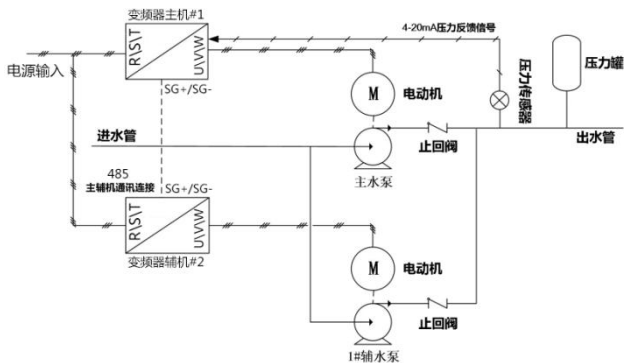 变频器主机#1
R\S\T
U\V\W
4-20mA压力反馈信号
电源输入
SG+/SG-
M
电动机
压力传感器
压力罐
进水管
止回阀
出水管
主水泵
485
主辅机通讯连接
SG+/SG-
R\S\T
U\V\W
变频器辅机#2
M
电动机
止回阀
1#辅水泵